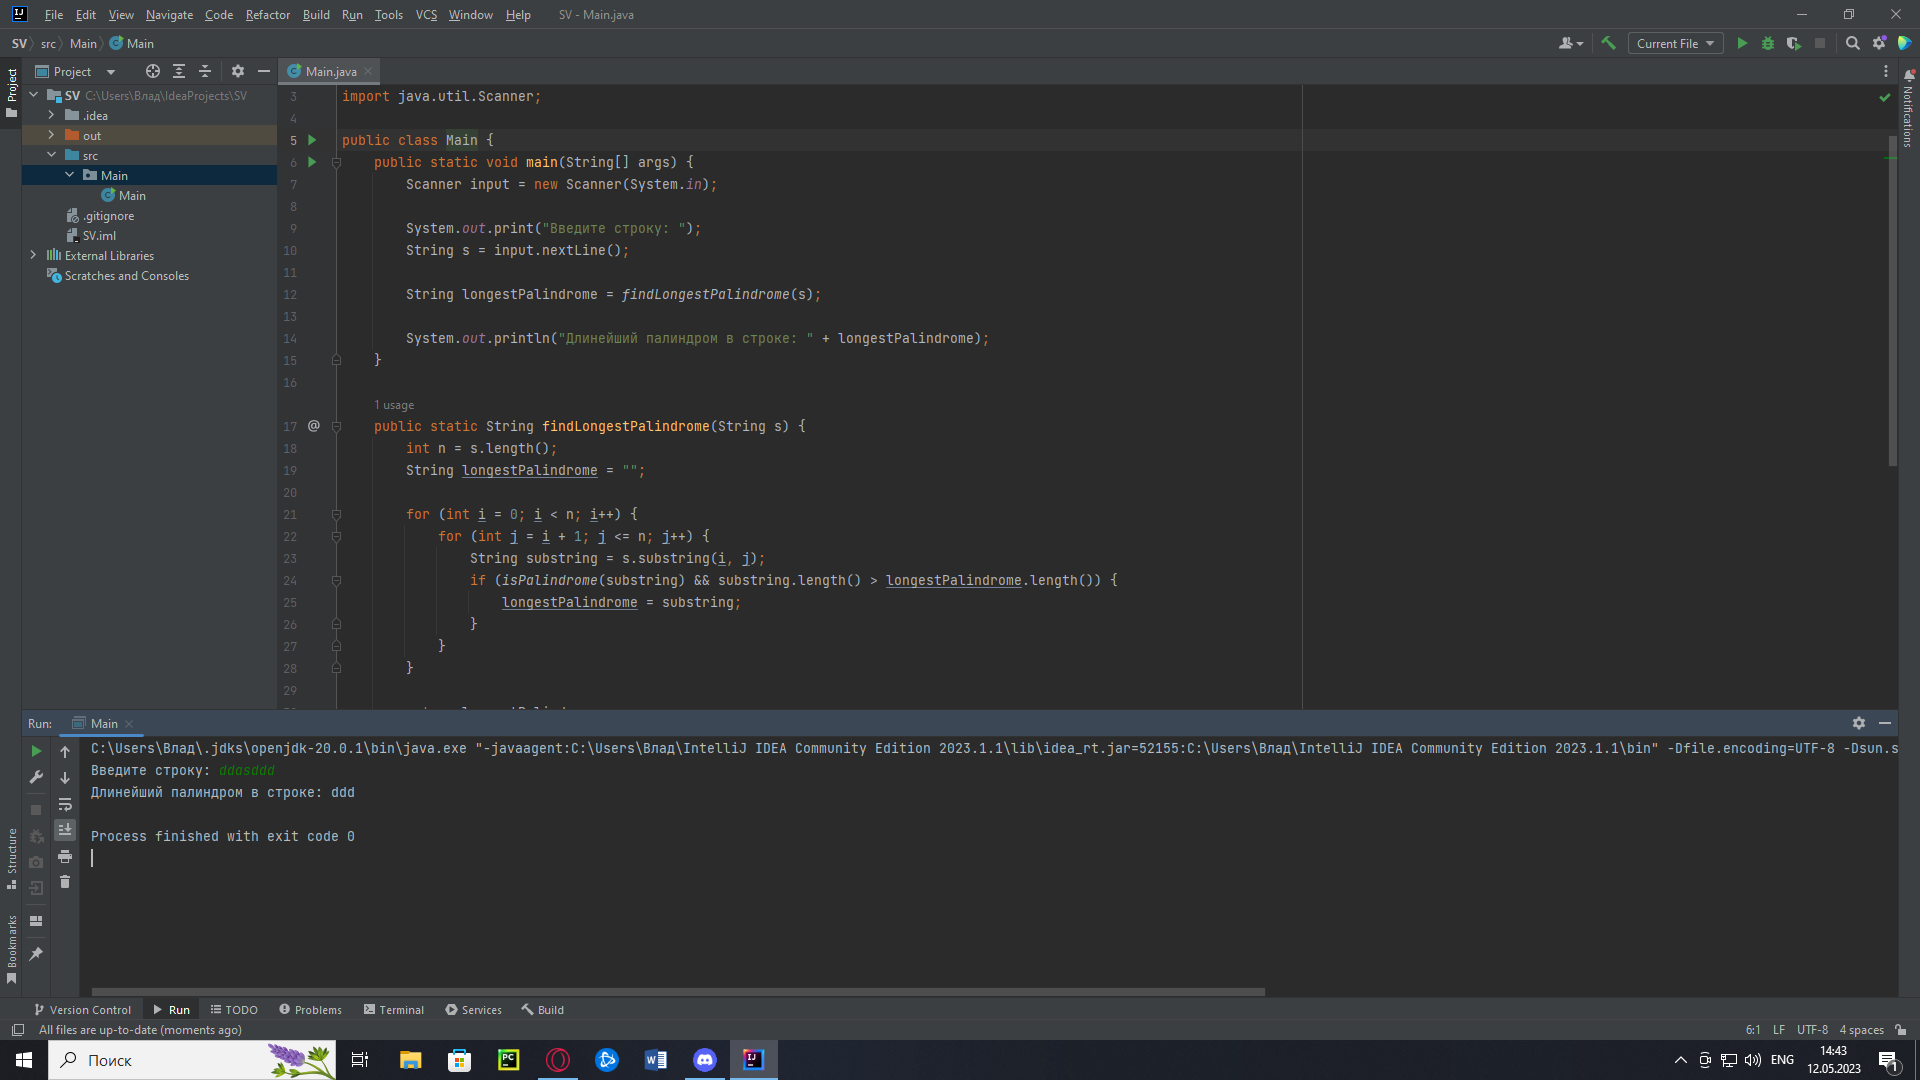 File Edit View Navigate Code Refactor Build Run Tools VCS Window Help SV - Main.java
SV src Main Main
Current File
Project
Main.java
SV C:\Users\Влад\IdeaProjects\SV
.idea
out
src
Main
Main
.gitignore
SV.iml
External Libraries
Scratches and Consoles
Project
Structure
Bookmarks
Notifications
3 import java.util.Scanner;
4
5 public class Main {
6 public static void main(String[] args) {
7 Scanner input = new Scanner(System.in);
8
9 System.out.print("Введите строку: ");
10 String s = input.nextLine();
11
12 String longestPalindrome = findLongestPalindrome(s);
13
14 System.out.println("Длинейший палиндром в строке: " + longestPalindrome);
15 }
16
1 usage
17 @ public static String findLongestPalindrome(String s) {
18 int n = s.length();
19 String longestPalindrome = "";
20
21 for (int i = 0; i < n; i++) {
22 for (int j = i + 1; j <= n; j++) {
23 String substring = s.substring(i, j);
24 if (isPalindrome(substring) && substring.length() > longestPalindrome.length()) {
25 longestPalindrome = substring;
26 }
27 }
28 }
29
Run: Main
C:\Users\Влад\.jdks\openjdk-20.0.1\bin\java.exe "-javaagent:C:\Users\Влад\IntelliJ IDEA Community Edition 2023.1.1\lib\idea_rt.jar=52155:C:\Users\Влад\IntelliJ IDEA Community Edition 2023.1.1\bin" -Dfile.encoding=UTF-8 -Dsun.s
Введите строку: ddasddd
Длинейший палиндром в строке: ddd
Process finished with exit code 0
Version Control Run TODO Problems Terminal Services Build
All files are up-to-date (moments ago) 6:1 LF UTF-8 4 spaces
Поиск
ENG
14:43
12.05.2023
1